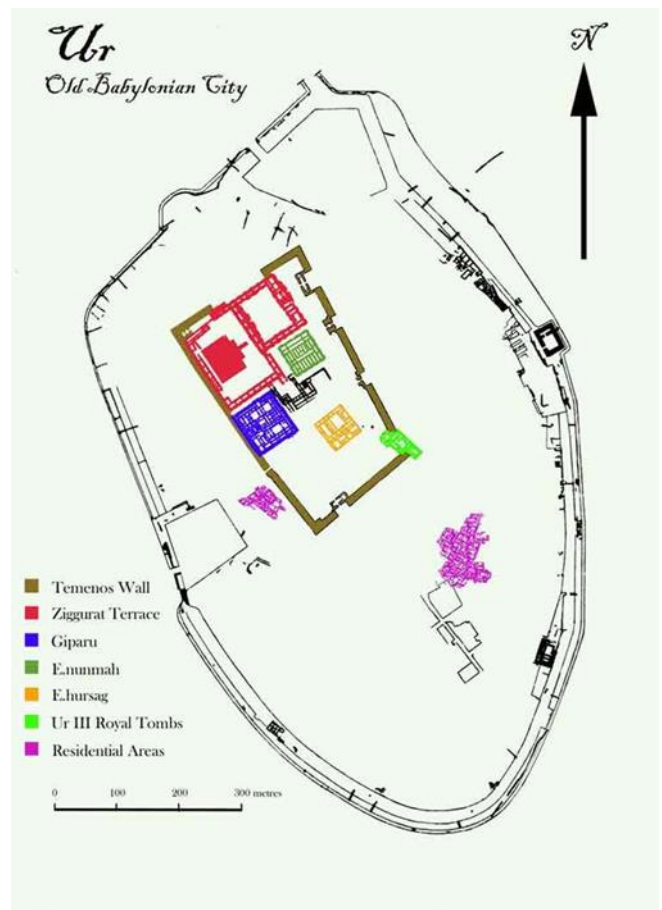 Ur
Old Babylonian City
N
Temenos Wall
Ziggurat Terrace
Giparu
E.nunmah
E.hursag
Ur III Royal Tombs
Residential Areas
0 100 200 300 metres